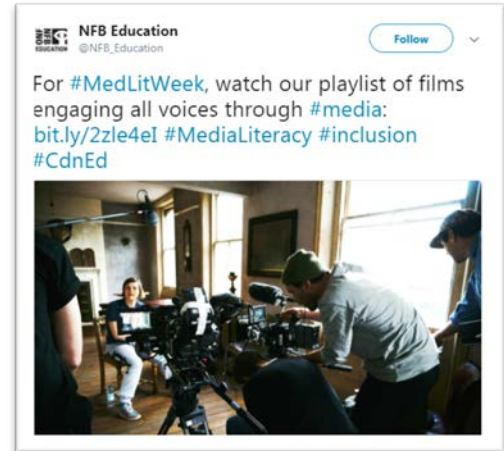 NFB Education
@NFB_Education
Follow
For #MedLitWeek, watch our playlist of films
engaging all voices through #media:
bit.ly/2zle4eI #MediaLiteracy #inclusion
#CdnEd